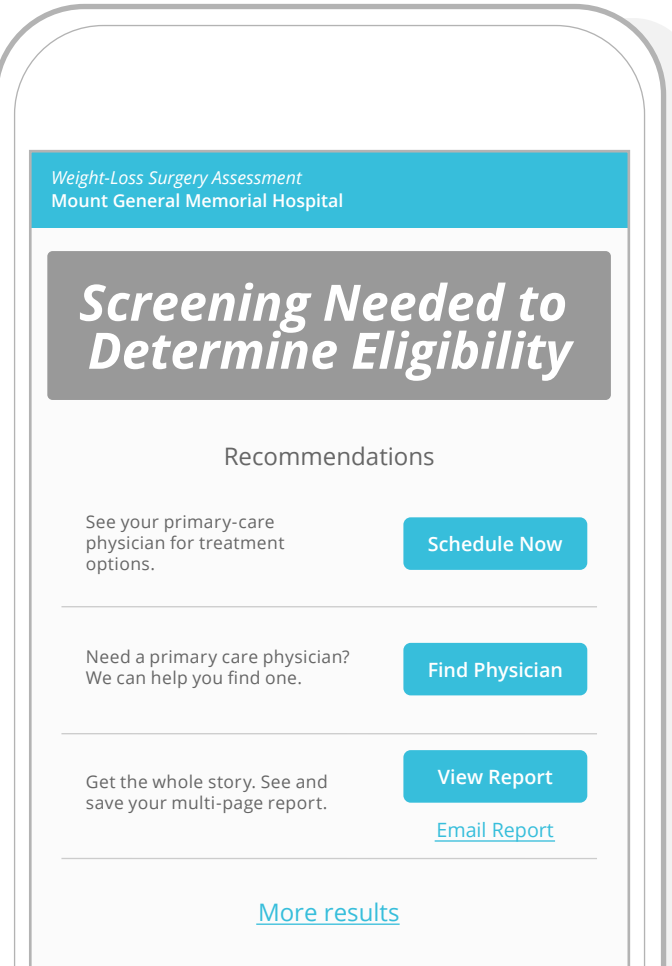 Weight-Loss Surgery Assessment
Mount General Memorial Hospital
Screening Needed to
Determine Eligibility
Recommendations
See your primary-care
physician for treatment
options.
Schedule Now
Need a primary care physician?
We can help you find one.
Find Physician
Get the whole story. See and
save your multi-page report.
View Report
Email Report
More results